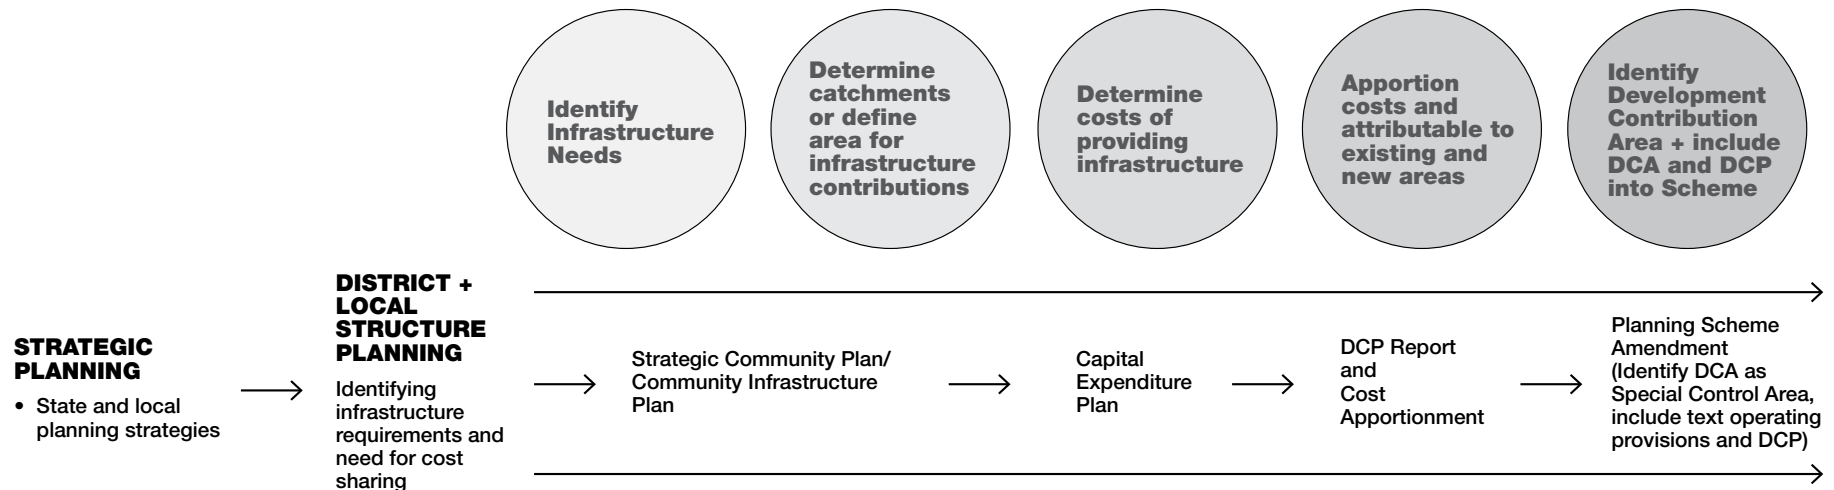 Identify
Infrastructure
Needs
Determine
catchments
or define
area for
infrastructure
contributions
Determine
costs of
providing
infrastructure
Apportion
costs and
attributable to
existing and
new areas
Identify
Development
Contribution
Area + include
DCA and DCP
into Scheme
STRATEGIC
PLANNING
• State and local
planning strategies
DISTRICT +
LOCAL
STRUCTURE
PLANNING
Identifying
infrastructure
requirements and
need for cost
sharing
Strategic Community Plan/
Community Infrastructure
Plan
Capital
Expenditure
Plan
DCP Report
and
Cost
Apportionment
Planning Scheme
Amendment
(Identify DCA as
Special Control Area,
include text operating
provisions and DCP)